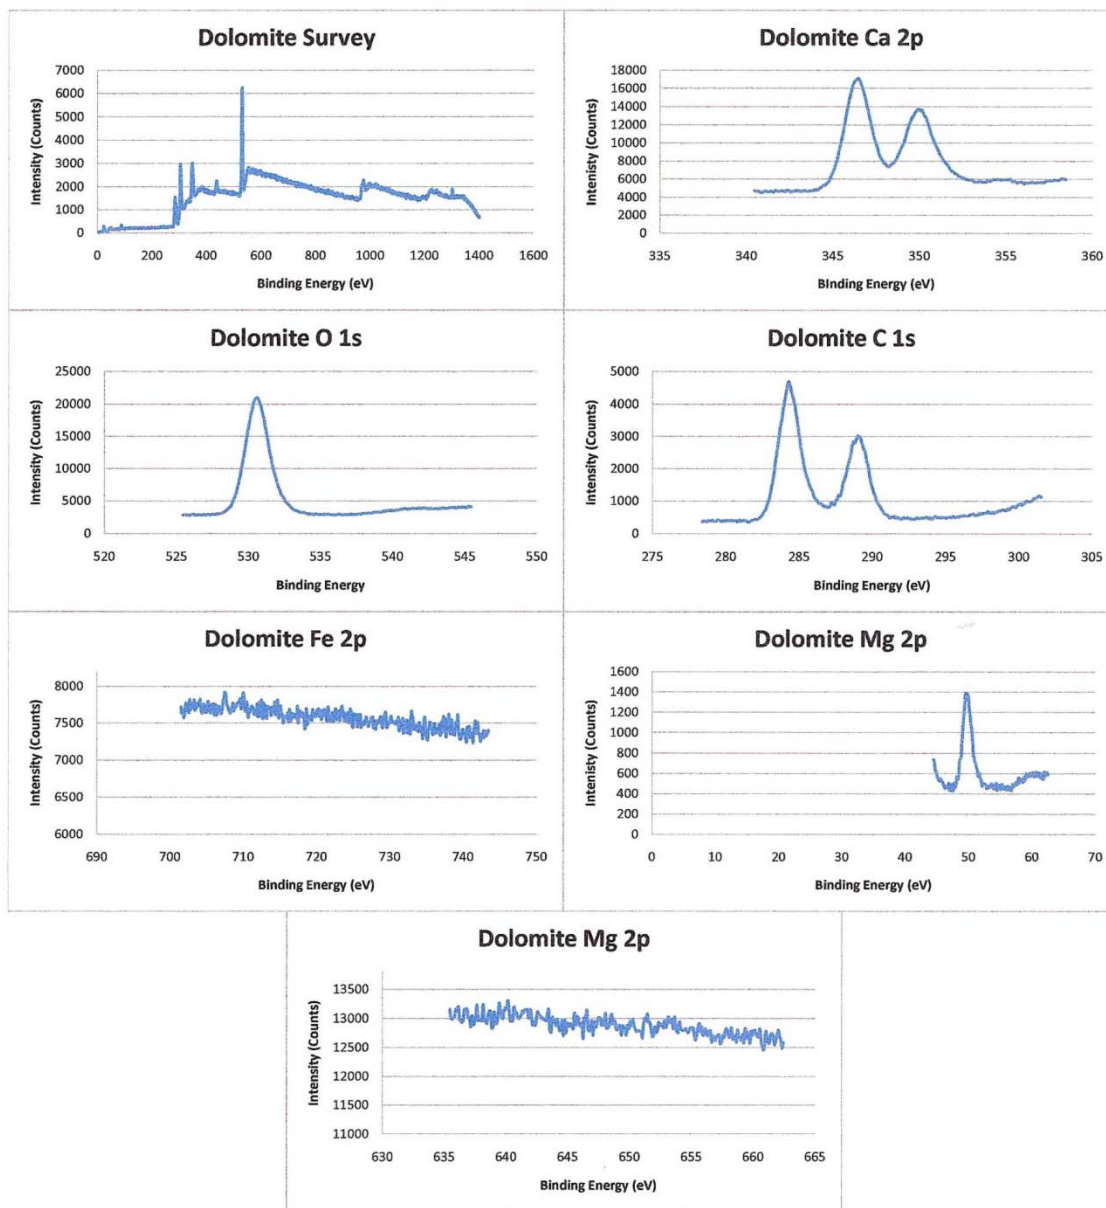 Dolomite Survey
Intensity (Counts)
7000
6000
5000
4000
3000
2000
1000
0
0 200 400 600 800 1000 1200 1400 1600
Binding Energy (eV)
Dolomite Ca 2p
Intenisty (Counts)
18000
16000
14000
12000
10000
8000
6000
4000
2000
0
335 340 345 350 355 360
BInding Energy (eV)
Dolomite O 1s
Intensity (Counts)
25000
20000
15000
10000
5000
0
520 525 530 535 540 545 550
Binding Energy
Dolomite C 1s
Intensity (Counts)
5000
4000
3000
2000
1000
0
275 280 285 290 295 300 305
Binding Energy (eV)
Dolomite Fe 2p
Intensity (Counts)
8000
7500
7000
6500
6000
690 700 710 720 730 740 750
Binding Energy (eV)
Dolomite Mg 2p
Intenisty (Counts)
1600
1400
1200
1000
800
600
400
200
0
0 10 20 30 40 50 60 70
Binding Energy (eV)
Dolomite Mg 2p
Intensity (Counts)
13500
13000
12500
12000
11500
11000
630 635 640 645 650 655 660 665
Binding Energy (eV)